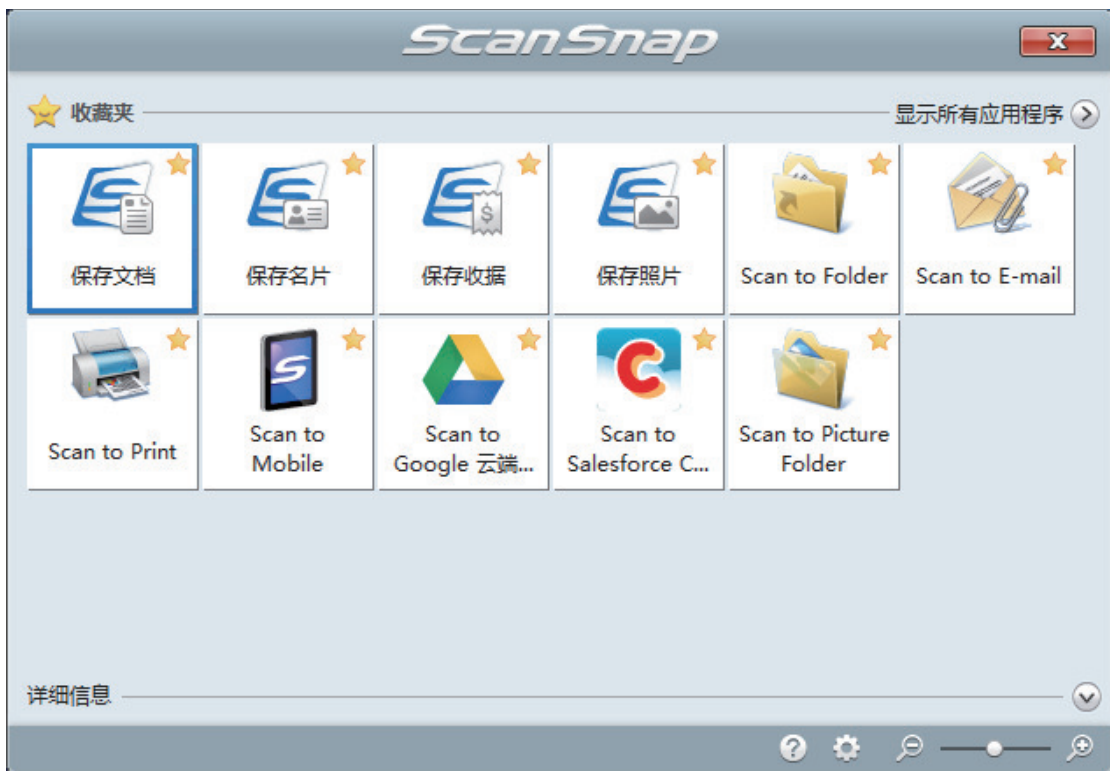 ScanSnap
收藏夹
显示所有应用程序
保存文档
保存名片
保存收据
保存照片
Scan to Folder
Scan to E-mail
Scan to Print
Scan to
Mobile
Scan to
Google 云端...
Scan to
Salesforce C...
Scan to Picture
Folder
详细信息